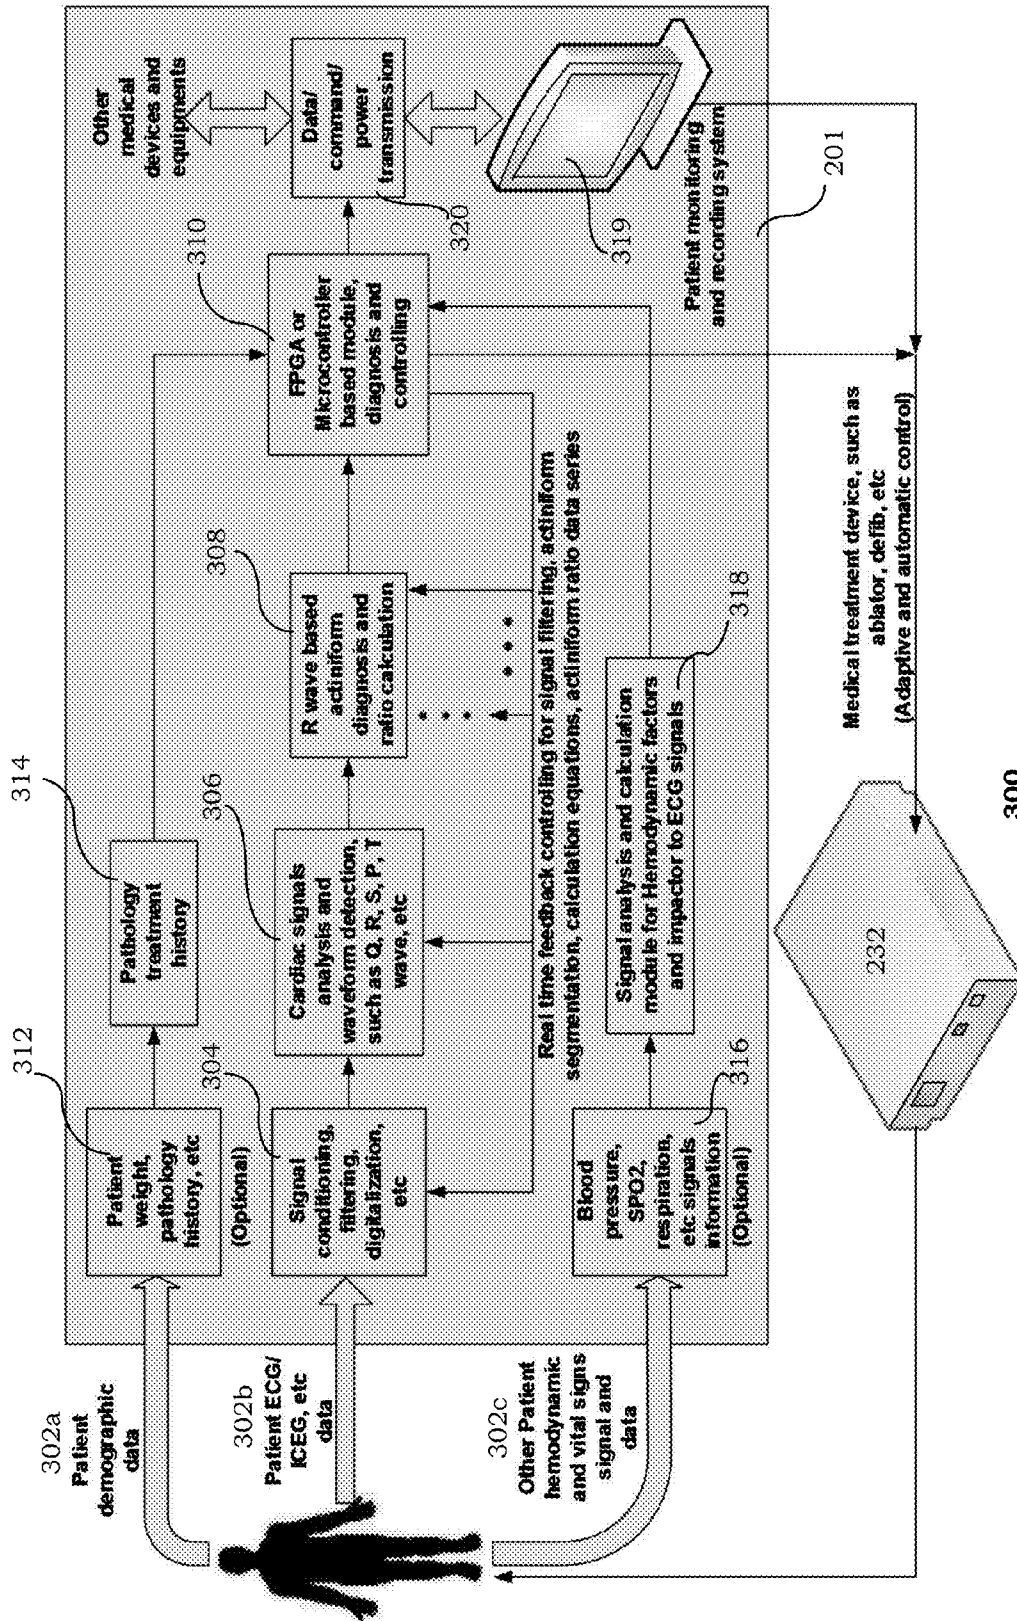 302a
Patient
demographic
data
302b
Patient ECG/
ICEG, etc
data
302c
Other Patient
hemodynamic
and vital signs
signal and
data
312
Patient
weight,
pathology
history, etc
(Optional)
314
Pathology
treatment
history
304
Signal
conditioning,
filtering,
digitalization,
etc
306
Cardiac signals
analysis and
waveform detection,
such as Q, R, S, P, T
wave, etc
308
R wave based
actiniform
diagnosis and
ratio calculation
310
FPGA or
Microcontroller
based module,
diagnosis and
controlling
Other
medical
devices and
equipments
Data/
command/
power
transmission
320
319
Patient monitoring
and recording system
201
Real time feedback controlling for signal filtering, actiniform
segmentation, calculation equations, actiniform ratio data series
316
Blood
pressure,
SPO2,
respiration,
etc signals
information
(Optional)
318
Signal analysis and calculation
module for Hemodynamic factors
and impactor to ECG signals
Medical treatment device, such as
ablator, defib, etc
(Adaptive and automatic control)
232
300